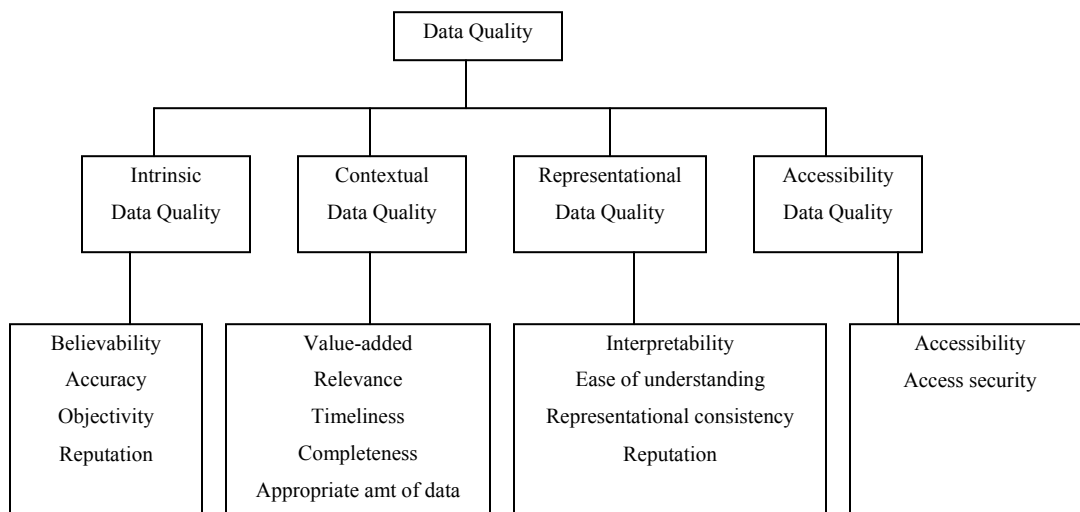 Data Quality
Intrinsic
Data Quality
Contextual
Data Quality
Representational
Data Quality
Accessibility
Data Quality
Believability
Accuracy
Objectivity
Reputation
Value-added
Relevance
Timeliness
Completeness
Appropriate amt of data
Interpretability
Ease of understanding
Representational consistency
Reputation
Accessibility
Access security